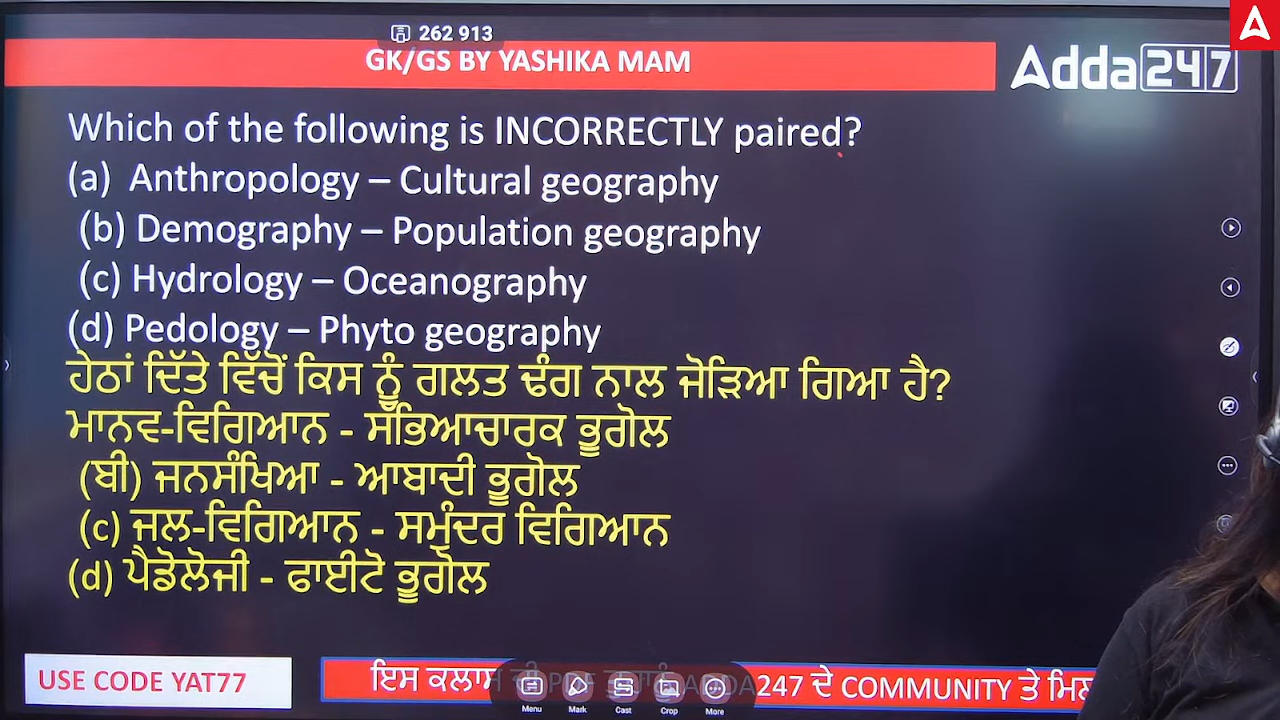 262 913
GK/GS BY YASHIKA MAM
Adda247
Which of the following is INCORRECTLY paired?
(a) Anthropology – Cultural geography
(b) Demography – Population geography
(c) Hydrology – Oceanography
(d) Pedology – Phyto geography
ਹੇਠਾਂ ਦਿੱਤੇ ਵਿੱਚੋਂ ਕਿਸ ਨੂੰ ਗਲਤ ਢੰਗ ਨਾਲ ਜੋੜਿਆ ਗਿਆ ਹੈ?
ਮਾਨਵ-ਵਿਗਿਆਨ - ਸੱਭਿਆਚਾਰਕ ਭੂਗੋਲ
(ਬੀ) ਜਨਸੰਖਿਆ - ਆਬਾਦੀ ਭੂਗੋਲ
(c) ਜਲ-ਵਿਗਿਆਨ - ਸਮੁੰਦਰ ਵਿਗਿਆਨ
(d) ਪੈਡੋਲੋਜੀ - ਫਾਈਟੋ ਭੂਗੋਲ
USE CODE YAT77
ਇਸ ਕਲਾਸ PDF ADDA 247 ਦੇ COMMUNITY ਤੇ
Menu Mark Cast Crop More